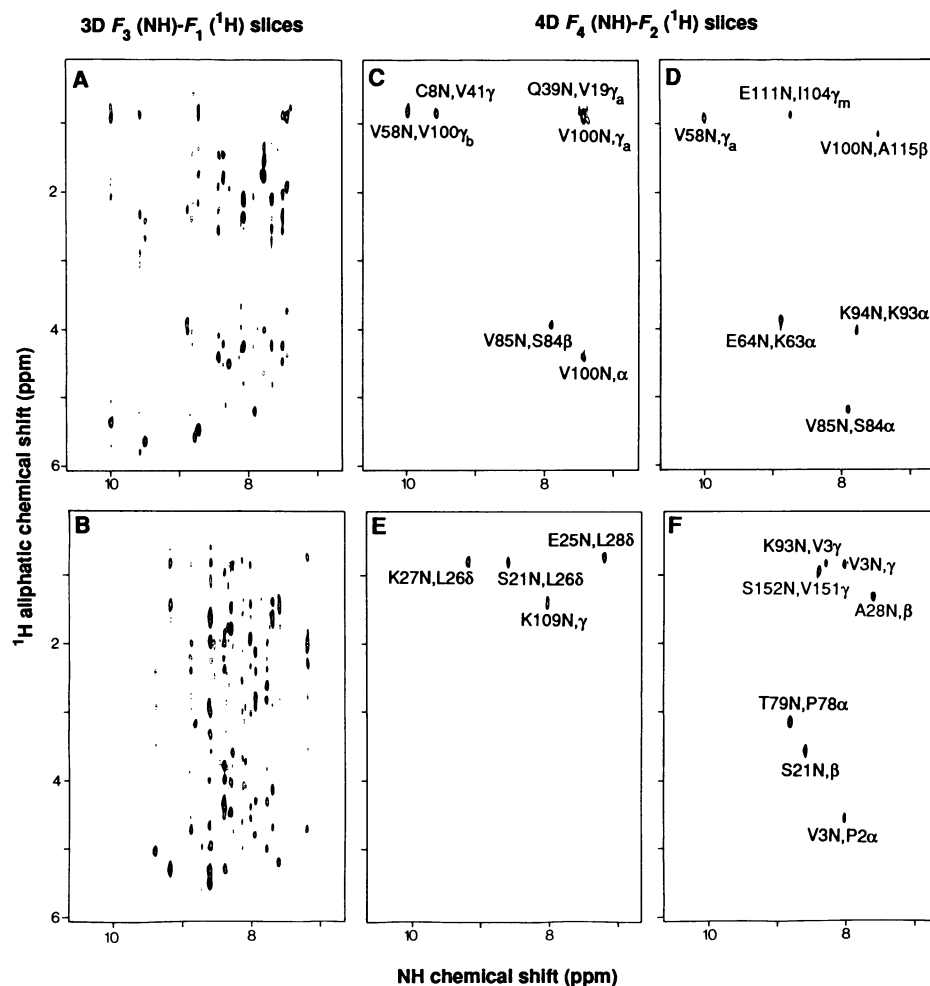 3D F₃ (NH)-F₁ (¹H) slices
4D F₄ (NH)-F₂ (¹H) slices
A
C
C8N,V41γ
Q39N,V19γₐ
V58N,V100γ_b
V100N,γₐ
V85N,S84β
V100N,α
D
E111N,I104γₘ
V58N,γₐ
V100N,A115β
K94N,K93α
E64N,K63α
V85N,S84α
2
4
6
10
8
10
8
10
8
¹H aliphatic chemical shift (ppm)
B
E
E25N,L28δ
K27N,L26δ
S21N,L26δ
K109N,γ
F
K93N,V3γ
V3N,γ
S152N,V151γ
A28N,β
T79N,P78α
S21N,β
V3N,P2α
2
4
6
10
8
10
8
10
8
NH chemical shift (ppm)